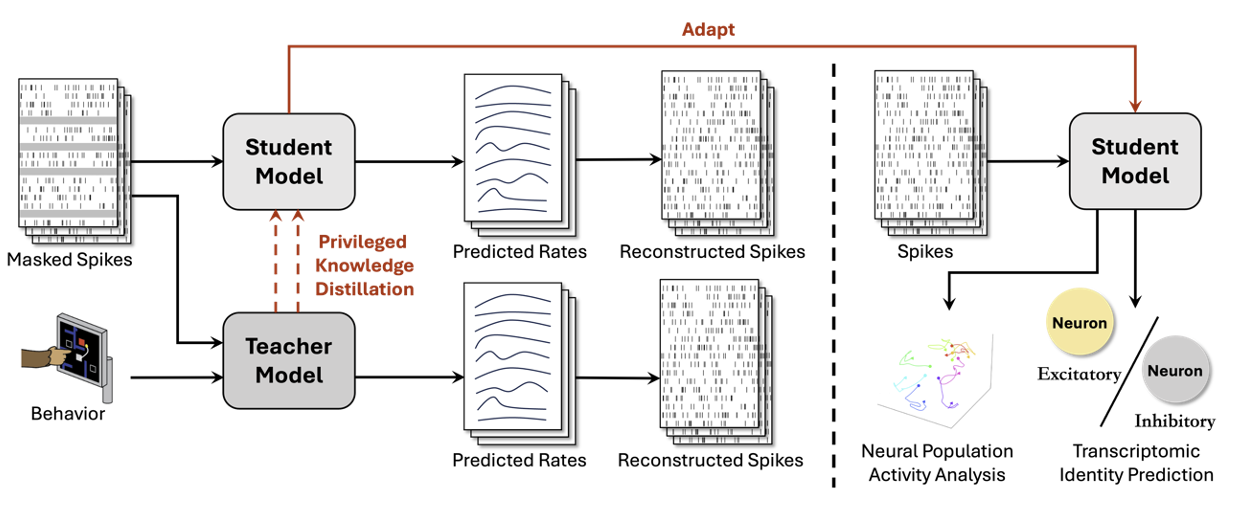 Adapt
Student
Model
Student
Model
Masked Spikes
Privileged
Knowledge
Distillation
Predicted Rates
Reconstructed Spikes
Spikes
Teacher
Model
Behavior
Predicted Rates
Reconstructed Spikes
Neuron
Excitatory
Neuron
Inhibitory
Neural Population
Activity Analysis
Transcriptomic
Identity Prediction